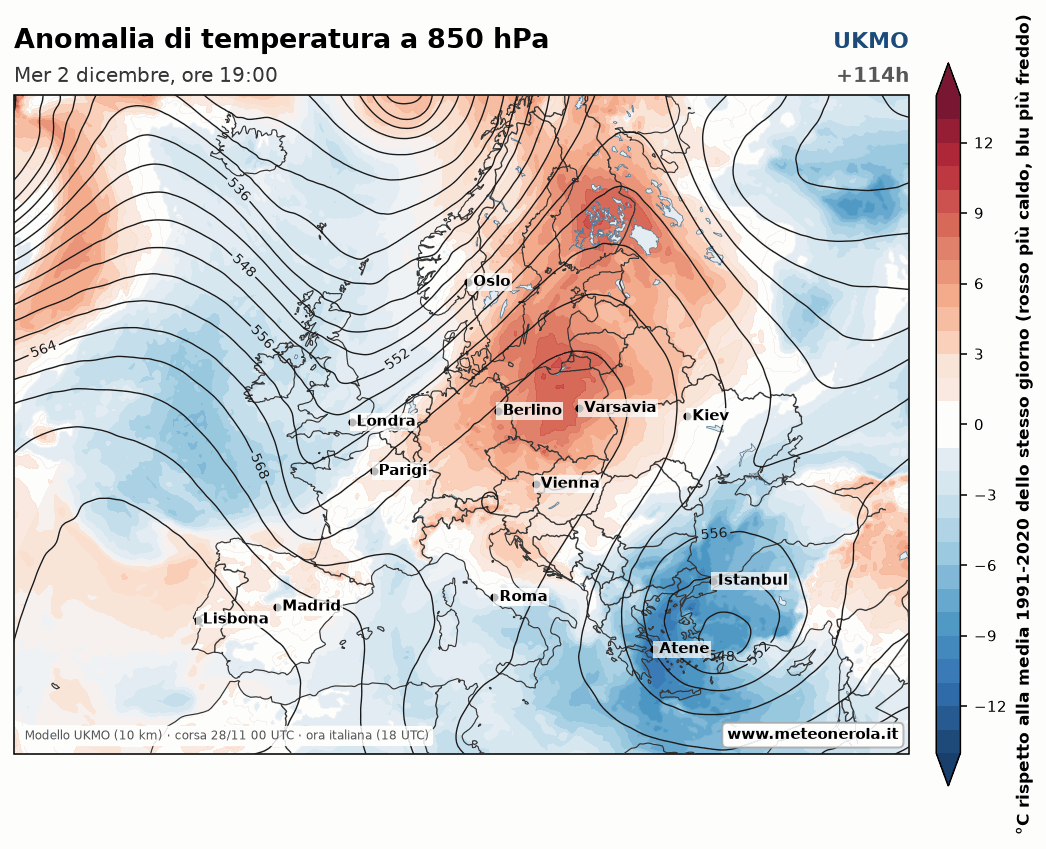 Anomalia di temperatura a 850 hPa
UKMO
Mer 2 dicembre, ore 19:00
+114h
536
548
556
552
564
568
556
548
552
Oslo
Londra
Parigi
Berlino
Varsavia
Kiev
Vienna
Roma
Madrid
Lisbona
Istanbul
Atene
Modello UKMO (10 km) · corsa 28/11 00 UTC · ora italiana (18 UTC)
www.meteonerola.it
12
9
6
3
0
−3
−6
−9
−12
°C rispetto alla media 1991-2020 dello stesso giorno (rosso più caldo, blu più freddo)